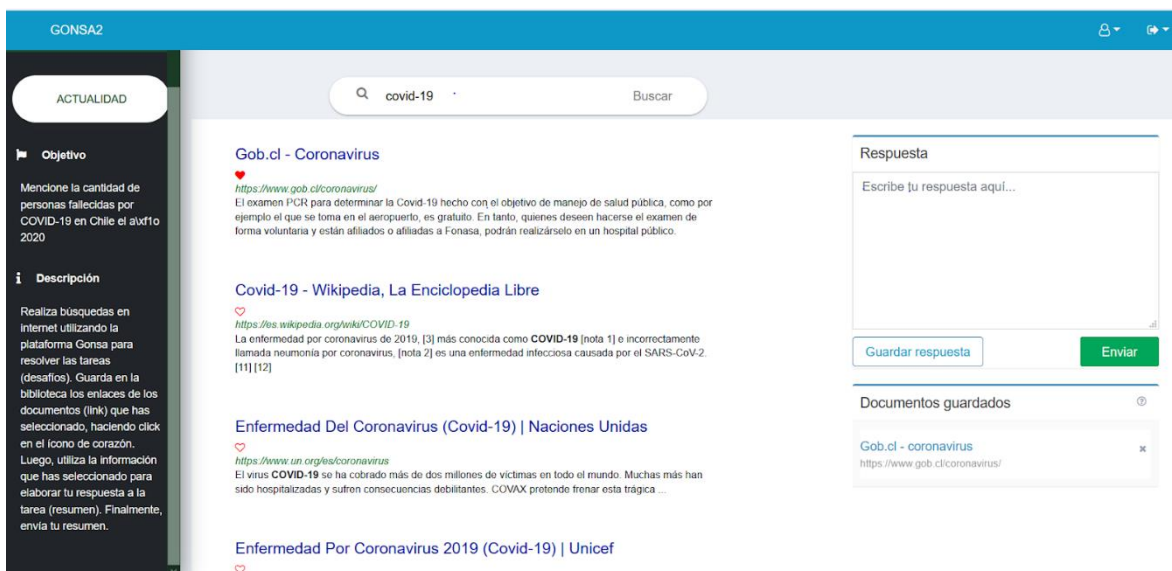 GONSA2
ACTUALIDAD
Objetivo
Mencione la cantidad de
personas fallecidas por
COVID-19 en Chile el a\xf1o
2020
Descripción
Realiza búsquedas en
internet utilizando la
plataforma Gonsa para
resolver las tareas
(desafíos). Guarda en la
biblioteca los enlaces de los
documentos (link) que has
seleccionado, haciendo click
en el ícono de corazón.
Luego, utiliza la información
que has seleccionado para
elaborar tu respuesta a la
tarea (resumen). Finalmente,
envía tu resumen.
covid-19 Buscar
Gob.cl - Coronavirus
https://www.gob.cl/coronavirus/
El examen PCR para determinar la Covid-19 hecho con el objetivo de manejo de salud pública, como por
ejemplo el que se toma en el aeropuerto, es gratuito. En tanto, quienes deseen hacerse el examen de
forma voluntaria y están afiliados o afiliadas a Fonasa, podrán realizárselo en un hospital público.
Covid-19 - Wikipedia, La Enciclopedia Libre
https://es.wikipedia.org/wiki/COVID-19
La enfermedad por coronavirus de 2019, [3] más conocida como COVID-19 [nota 1] e incorrectamente
llamada neumonía por coronavirus, [nota 2] es una enfermedad infecciosa causada por el SARS-CoV-2.
[11] [12]
Enfermedad Del Coronavirus (Covid-19) | Naciones Unidas
https://www.un.org/es/coronavirus
El virus COVID-19 se ha cobrado más de dos millones de víctimas en todo el mundo. Muchas más han
sido hospitalizadas y sufren consecuencias debilitantes. COVAX pretende frenar esta trágica ...
Enfermedad Por Coronavirus 2019 (Covid-19) | Unicef
Respuesta
Escribe tu respuesta aquí...
Guardar respuesta Enviar
Documentos guardados
Gob.cl - coronavirus
https://www.gob.cl/coronavirus/